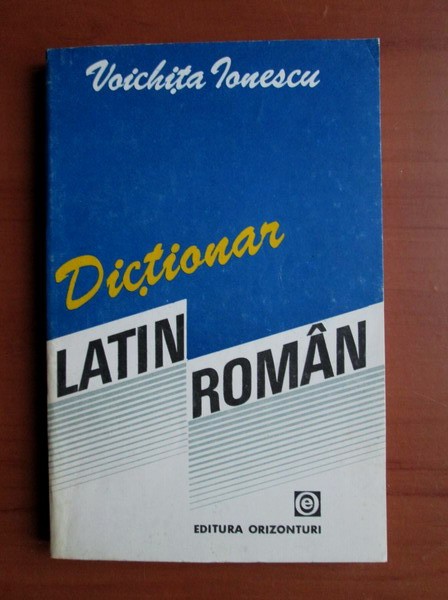 Voichița Ionescu
Dicționar
LATIN
ROMÂN
e
EDITURA ORIZONTURI